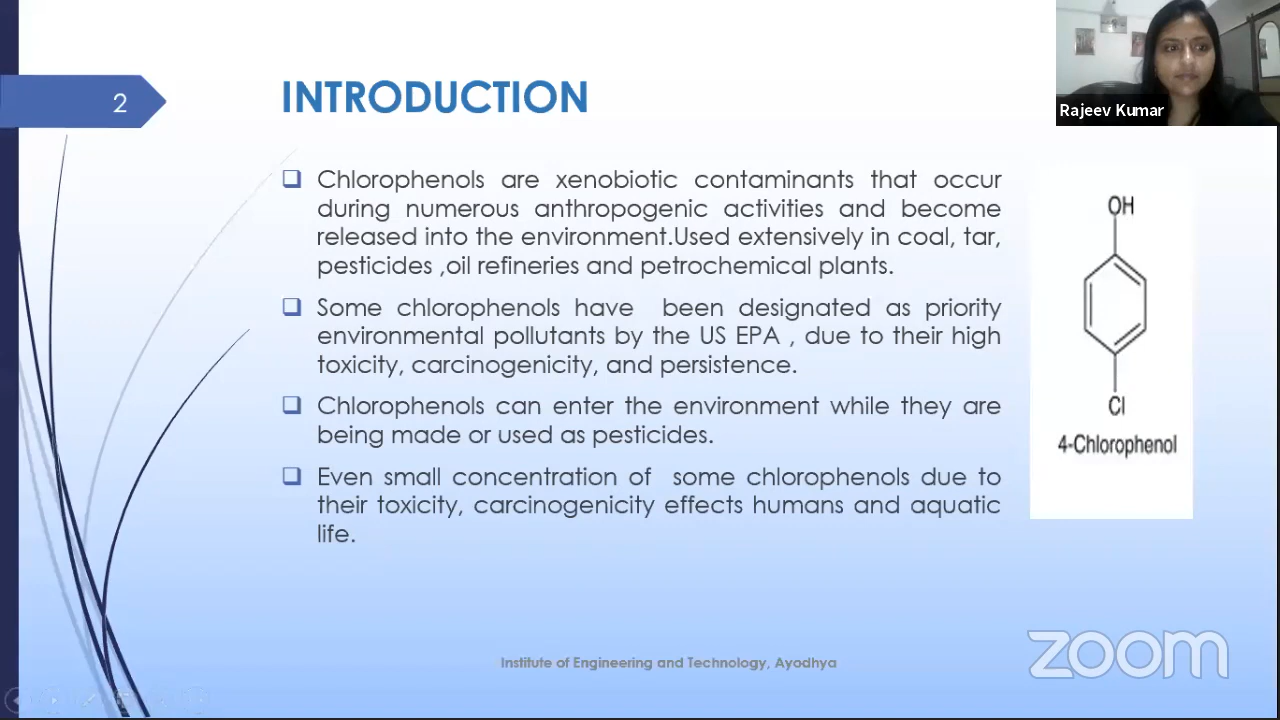 2
INTRODUCTION
Rajeev Kumar
Chlorophenols are xenobiotic contaminants that occur
during numerous anthropogenic activities and become
released into the environment.Used extensively in coal, tar,
pesticides ,oil refineries and petrochemical plants.
Some chlorophenols have been designated as priority
environmental pollutants by the US EPA , due to their high
toxicity, carcinogenicity, and persistence.
Chlorophenols can enter the environment while they are
being made or used as pesticides.
Even small concentration of some chlorophenols due to
their toxicity, carcinogenicity effects humans and aquatic
life.
OH
Cl
4-Chlorophenol
Institute of Engineering and Technology, Ayodhya
zoom